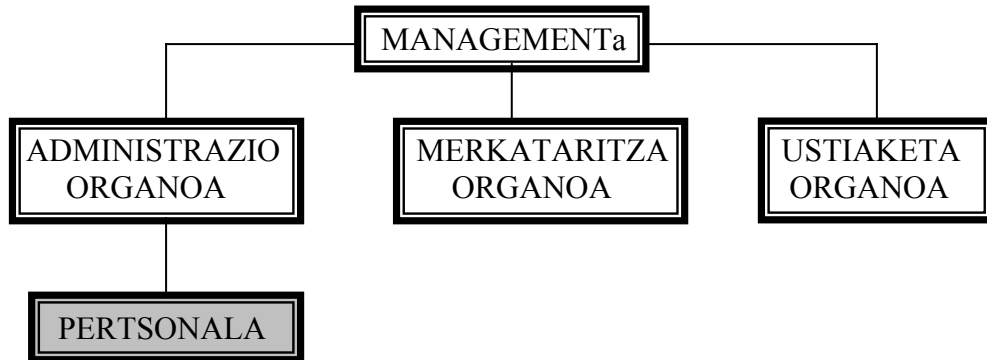 MANAGEMENTa
ADMINISTRAZIO
ORGANOA
MERKATARITZA
ORGANOA
USTIAKETA
ORGANOA
PERTSONALA